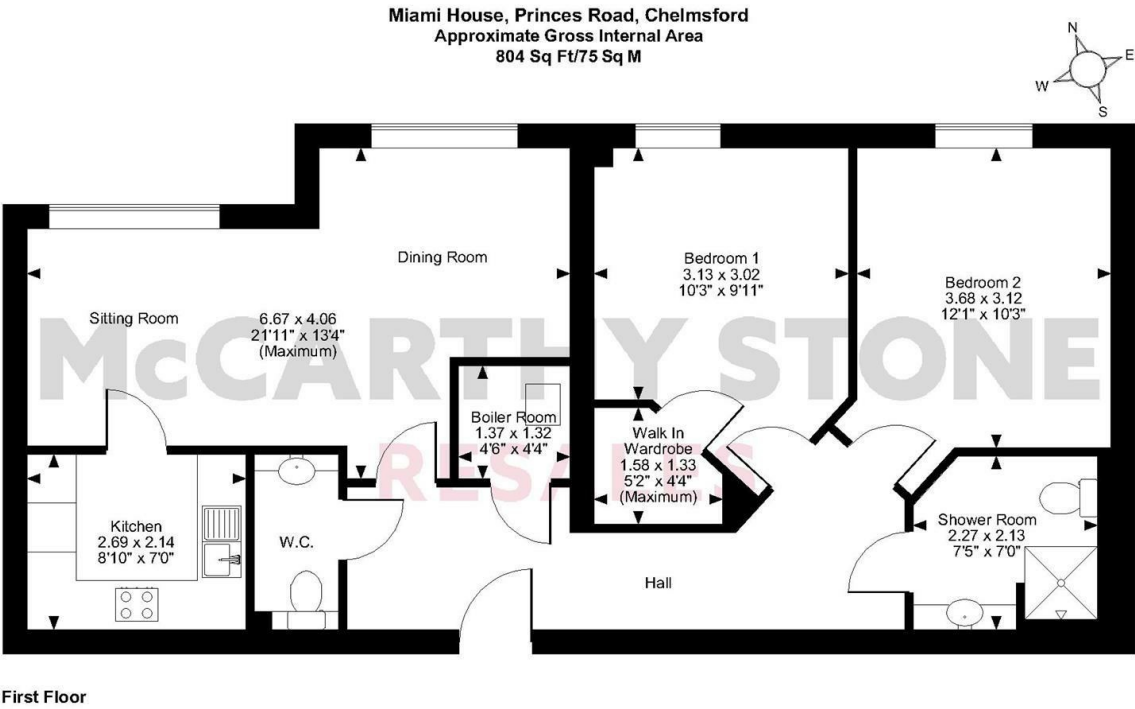 Miami House, Princes Road, Chelmsford
Approximate Gross Internal Area
804 Sq Ft/75 Sq M
N
E
W
S
Dining Room
Bedroom 1
3.13 x 3.02
10'3" x 9'11"
Bedroom 2
3.68 x 3.12
12'1" x 10'3"
Sitting Room
6.67 x 4.06
21'11" x 13'4"
(Maximum)
McCARTHY STONE
RESALES
Boiler Room
1.37 x 1.32
4'6" x 4'4"
Walk In
Wardrobe
1.58 x 1.33
5'2" x 4'4"
(Maximum)
Kitchen
2.69 x 2.14
8'10" x 7'0"
W.C.
Shower Room
2.27 x 2.13
7'5" x 7'0"
Hall
First Floor